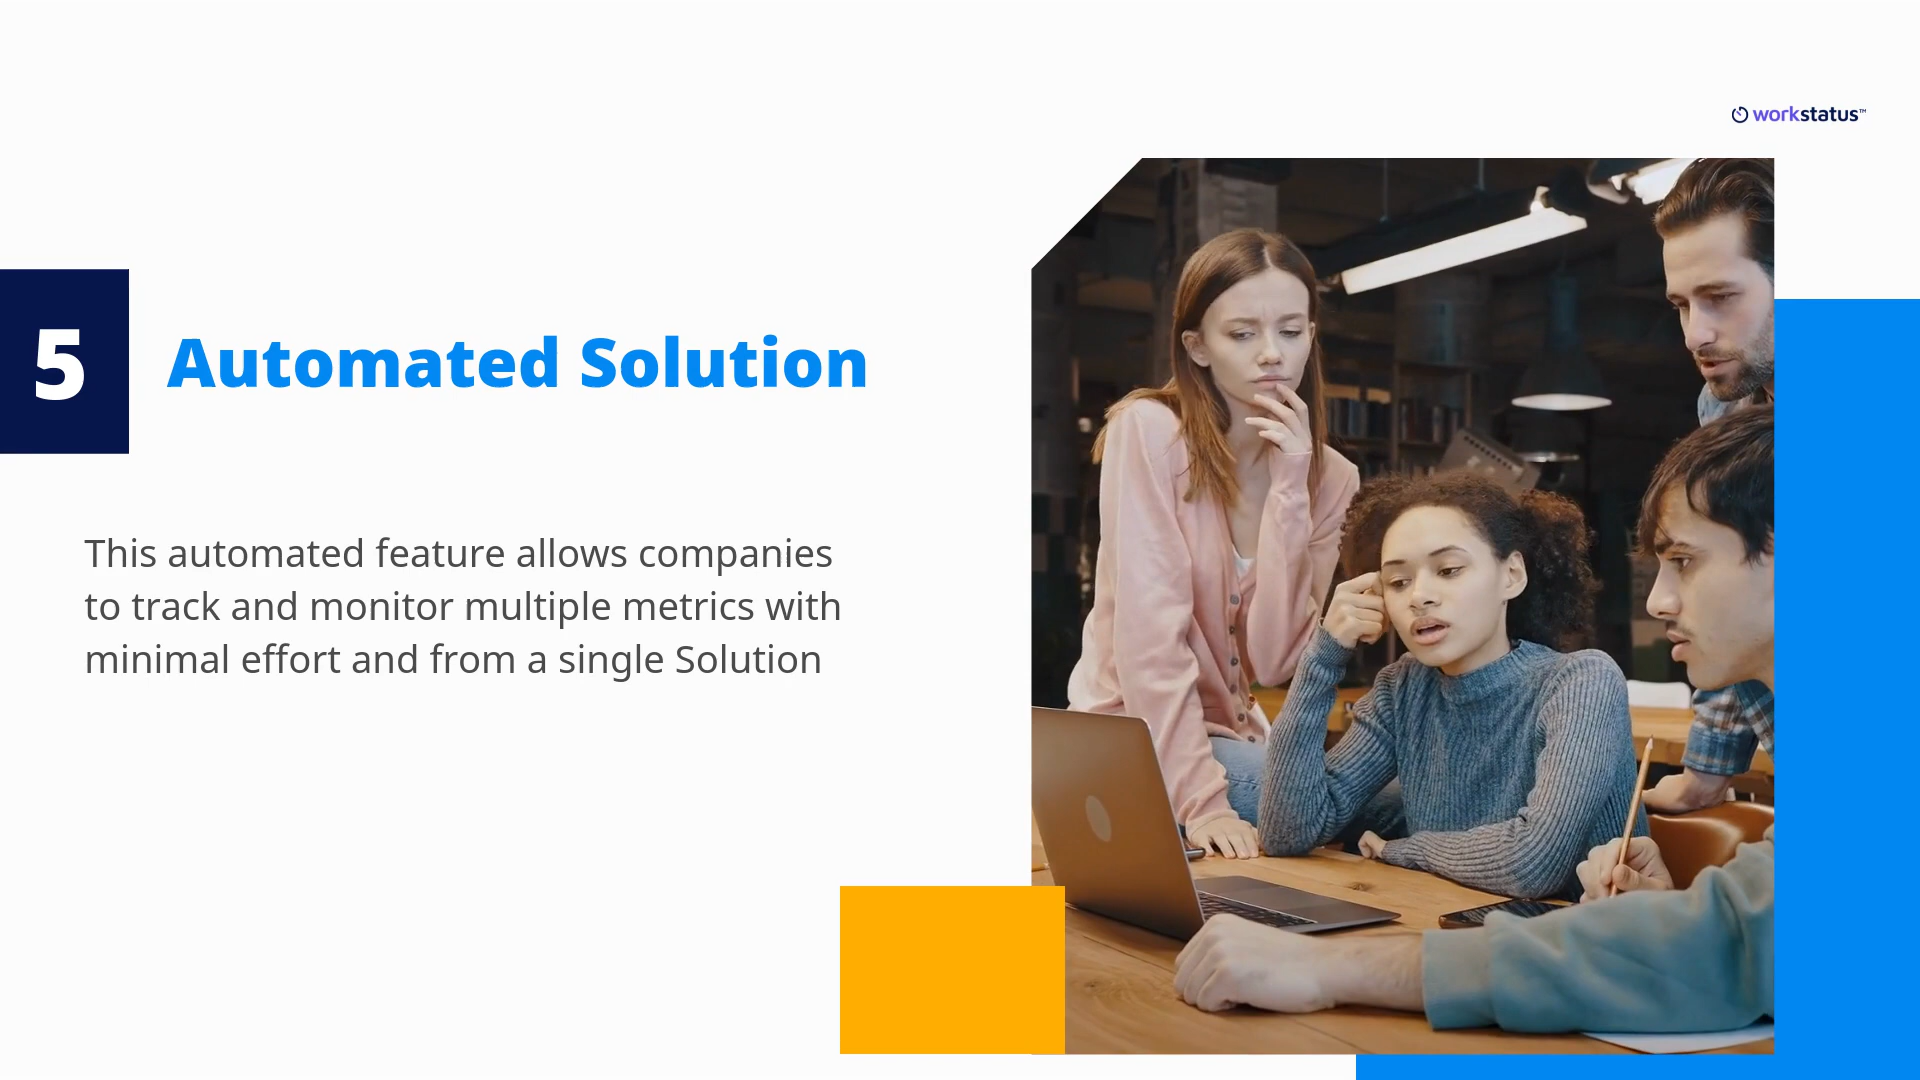 workstatus™
5
Automated Solution
This automated feature allows companies
to track and monitor multiple metrics with
minimal effort and from a single Solution